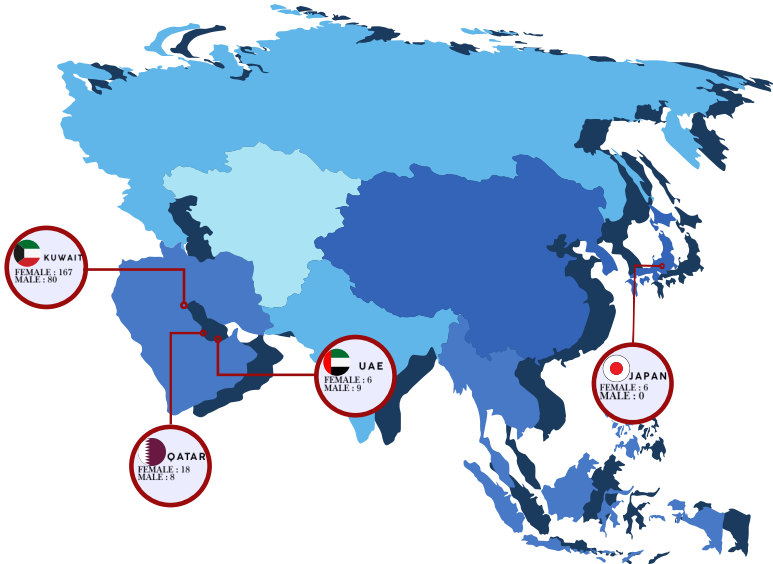 KUWAIT
FEMALE : 167
MALE : 80
UAE
FEMALE : 6
MALE : 9
JAPAN
FEMALE : 6
MALE : 0
QATAR
FEMALE : 18
MALE : 8